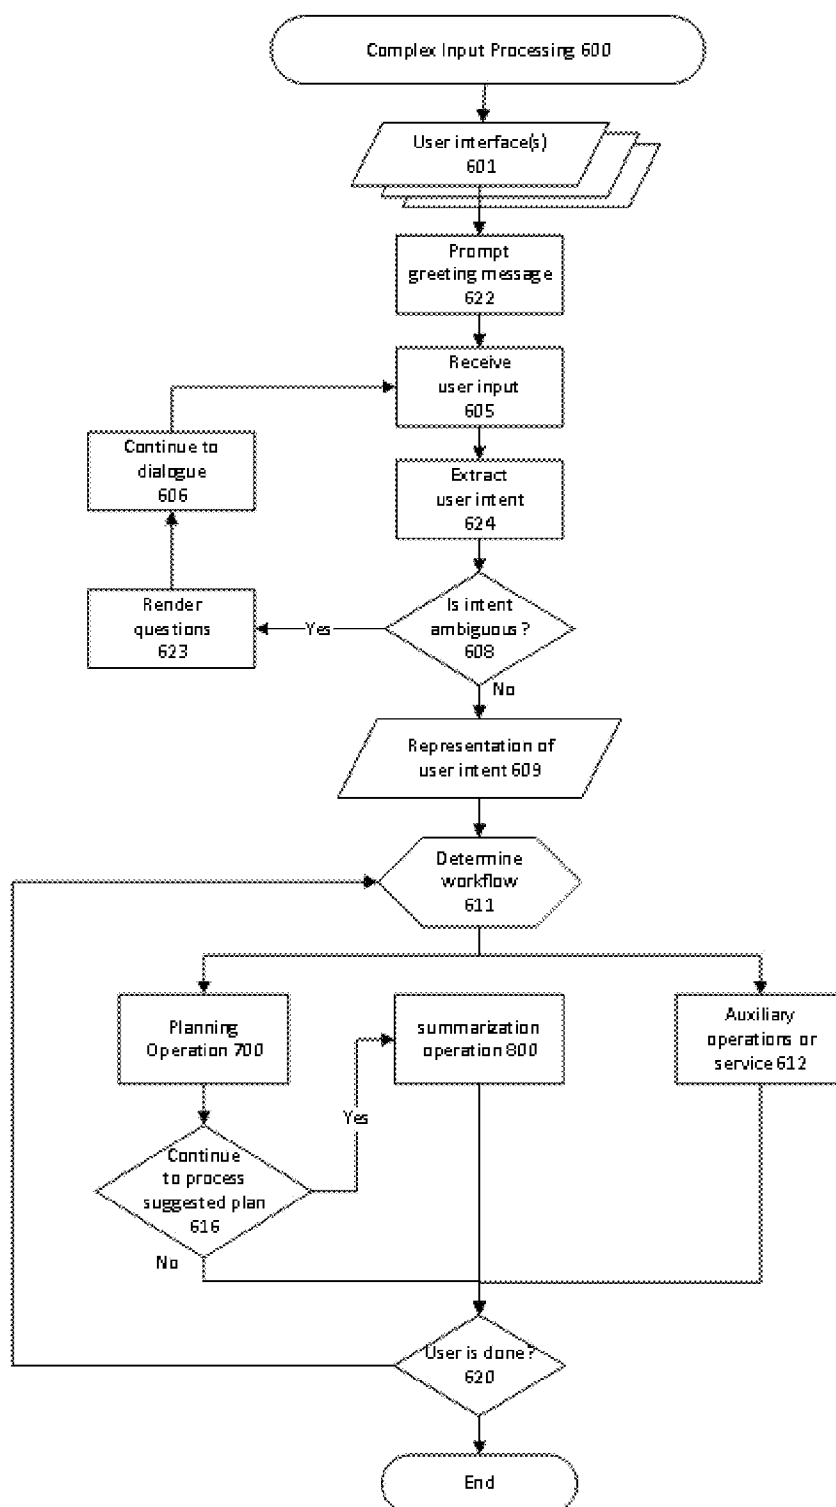 Complex Input Processing 600
User interface(s)
601
Prompt
greeting message
622
Receive
user input
605
Continue to
dialogue
606
Extract
user intent
624
Render
questions
623
Yes
Is intent
ambiguous?
608
No
Representation of
user intent 609
Determine
workflow
611
Planning
Operation 700
summarization
operation 800
Auxiliary
operations or
service 612
Yes
Continue
to process
suggested plan
616
No
User is done?
620
End